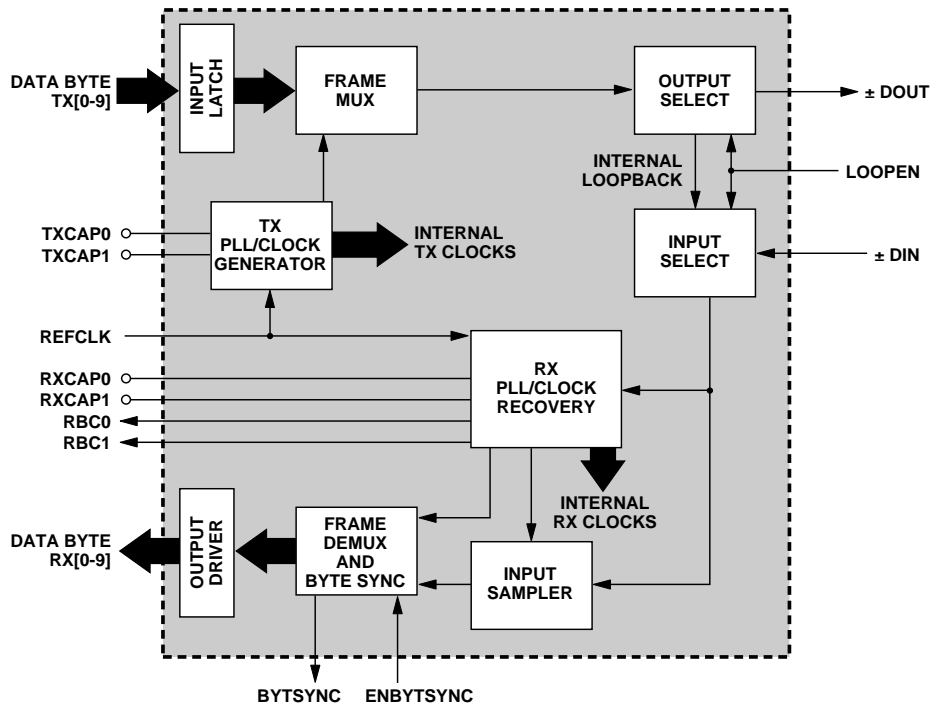 DATA BYTE
TX[0-9]
INPUT
LATCH
FRAME
MUX
OUTPUT
SELECT
± DOUT
INTERNAL
LOOPBACK
LOOPEN
TXCAP0
TXCAP1
TX
PLL/CLOCK
GENERATOR
INTERNAL
TX CLOCKS
INPUT
SELECT
± DIN
REFCLK
RXCAP0
RXCAP1
RBC0
RBC1
RX
PLL/CLOCK
RECOVERY
INTERNAL
RX CLOCKS
DATA BYTE
RX[0-9]
OUTPUT
DRIVER
FRAME
DEMUX
AND
BYTE SYNC
INPUT
SAMPLER
BYTSYNC
ENBYTSYNC